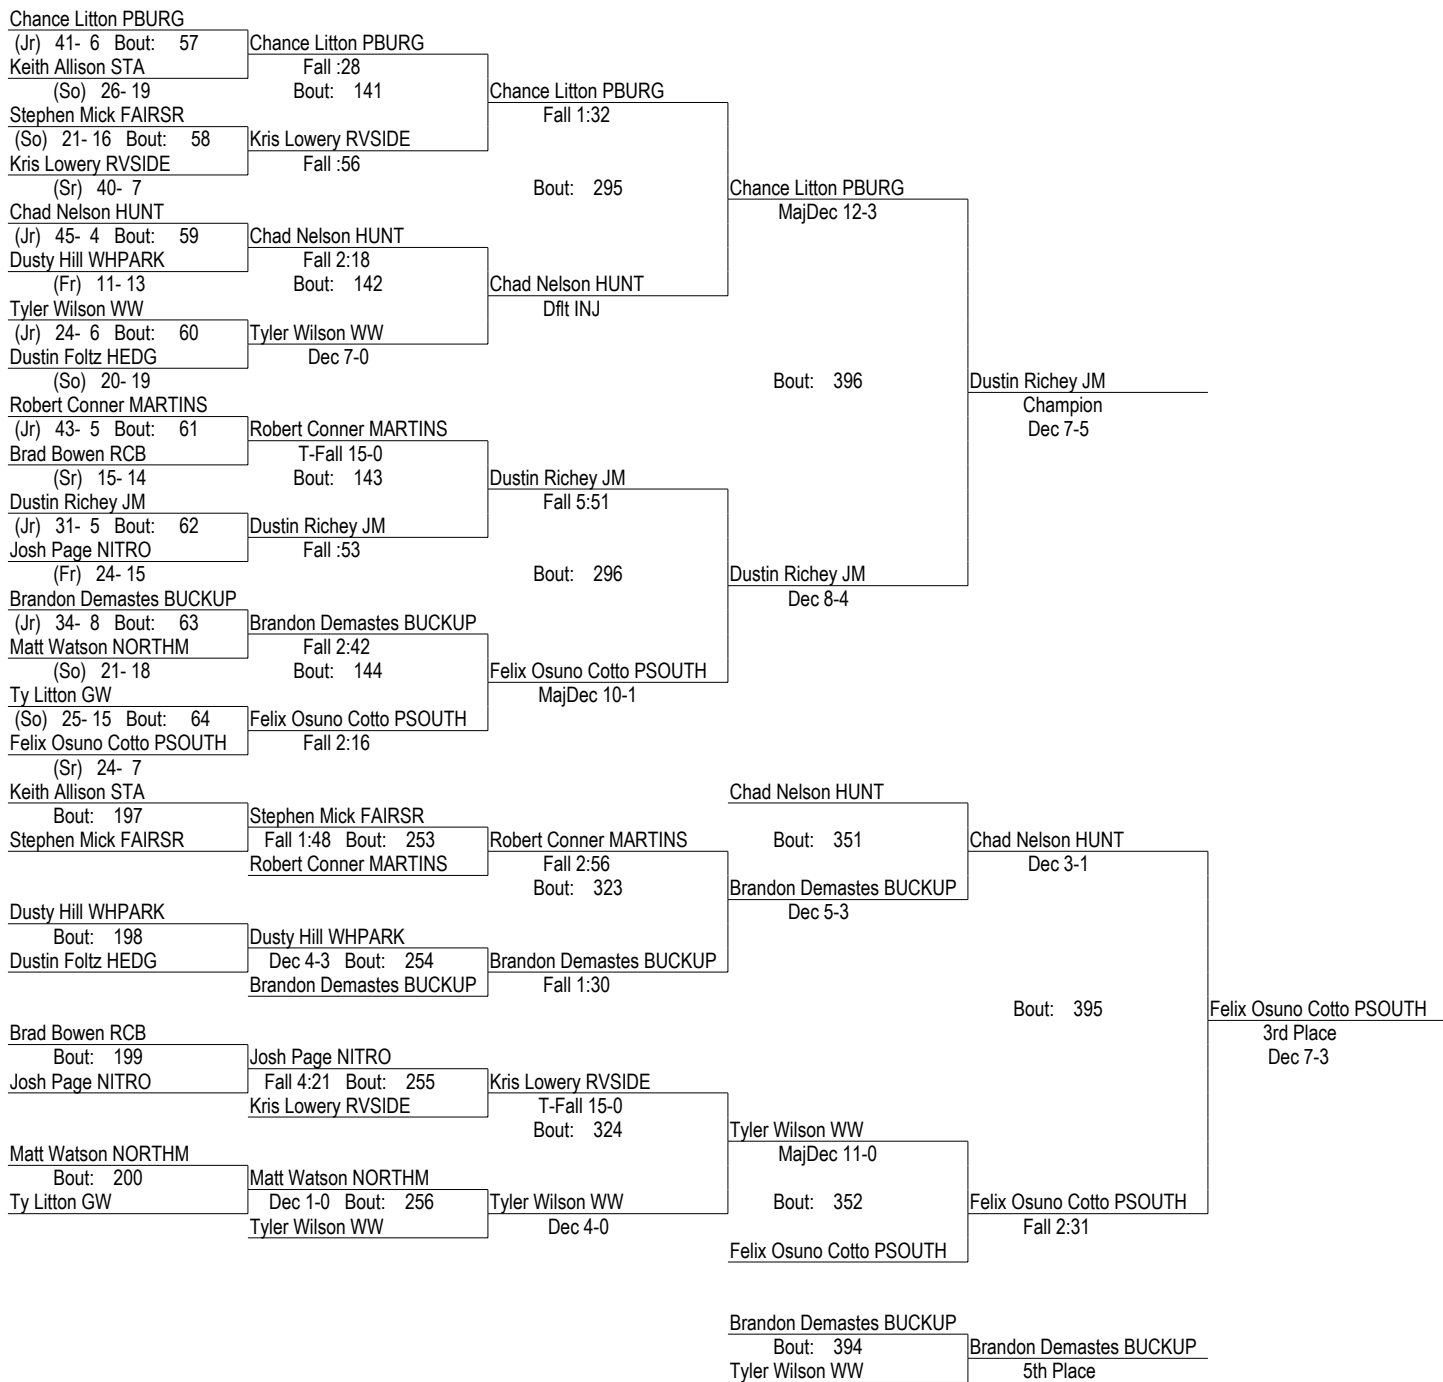 Chance Litton PBURG
(Jr) 41- 6 Bout: 57 Chance Litton PBURG
Keith Allison STA Fall :28
(So) 26- 19 Bout: 141 Chance Litton PBURG
Stephen Mick FAIRSR Fall 1:32
(So) 21- 16 Bout: 58 Kris Lowery RVSIDE
Kris Lowery RVSIDE Fall :56
(Sr) 40- 7 Bout: 295 Chance Litton PBURG
Chad Nelson HUNT MajDec 12-3
(Jr) 45- 4 Bout: 59 Chad Nelson HUNT
Dusty Hill WHPARK Fall 2:18
(Fr) 11- 13 Bout: 142 Chad Nelson HUNT
Tyler Wilson WW Dflt INJ
(Jr) 24- 6 Bout: 60 Tyler Wilson WW
Dustin Foltz HEDG Dec 7-0
(So) 20- 19 Bout: 396 Dustin Richey JM
Robert Conner MARTINS Champion
(Jr) 43- 5 Bout: 61 Robert Conner MARTINS Dec 7-5
Brad Bowen RCB T-Fall 15-0
(Sr) 15- 14 Bout: 143 Dustin Richey JM
Dustin Richey JM Fall 5:51
(Jr) 31- 5 Bout: 62 Dustin Richey JM
Josh Page NITRO Fall :53
(Fr) 24- 15 Bout: 296 Dustin Richey JM
Brandon Demastes BUCKUP Dec 8-4
(Jr) 34- 8 Bout: 63 Brandon Demastes BUCKUP
Matt Watson NORTHM Fall 2:42
(So) 21- 18 Bout: 144 Felix Osuno Cotto PSOUTH
Ty Litton GW MajDec 10-1
(So) 25- 15 Bout: 64 Felix Osuno Cotto PSOUTH
Felix Osuno Cotto PSOUTH Fall 2:16
(Sr) 24- 7
Keith Allison STA Chad Nelson HUNT
Bout: 197 Stephen Mick FAIRSR
Stephen Mick FAIRSR Fall 1:48 Bout: 253 Robert Conner MARTINS Bout: 351 Chad Nelson HUNT
Robert Conner MARTINS Fall 2:56 Dec 3-1
Bout: 323 Brandon Demastes BUCKUP
Dusty Hill WHPARK Dec 5-3
Bout: 198 Dusty Hill WHPARK
Dustin Foltz HEDG Dec 4-3 Bout: 254 Brandon Demastes BUCKUP
Brandon Demastes BUCKUP Fall 1:30
Bout: 395 Felix Osuno Cotto PSOUTH
Brad Bowen RCB 3rd Place
Bout: 199 Josh Page NITRO Dec 7-3
Josh Page NITRO Fall 4:21 Bout: 255 Kris Lowery RVSIDE
Kris Lowery RVSIDE T-Fall 15-0
Bout: 324 Tyler Wilson WW
Matt Watson NORTHM MajDec 11-0
Bout: 200 Matt Watson NORTHM
Ty Litton GW Dec 1-0 Bout: 256 Tyler Wilson WW Bout: 352 Felix Osuno Cotto PSOUTH
Tyler Wilson WW Dec 4-0 Fall 2:31
Felix Osuno Cotto PSOUTH
Brandon Demastes BUCKUP
Bout: 394 Brandon Demastes BUCKUP
Tyler Wilson WW 5th Place